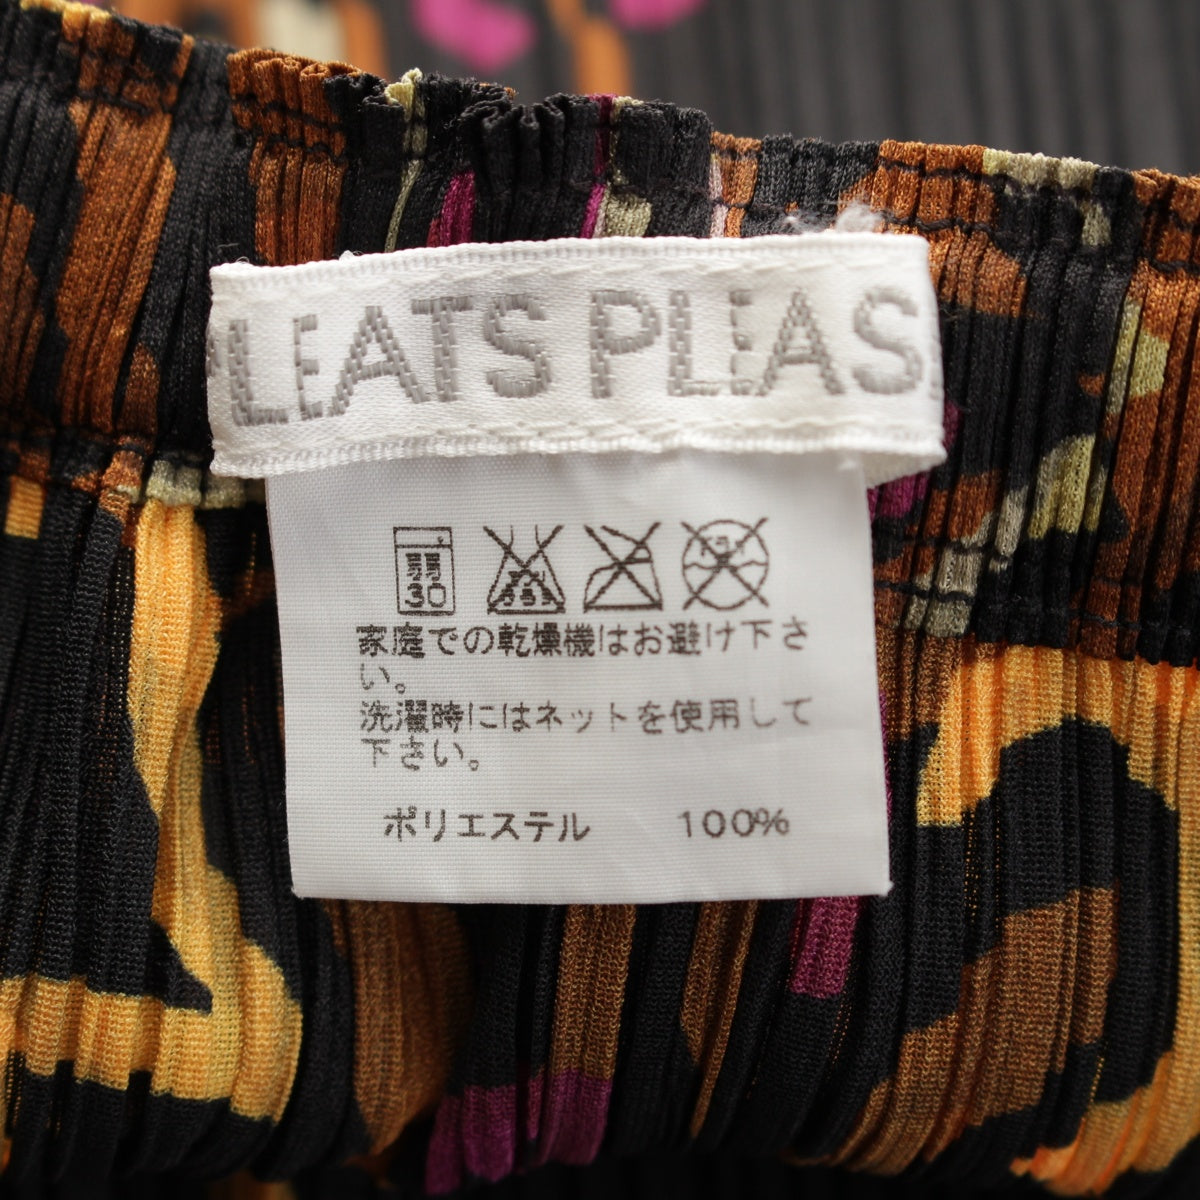 LEATS PLEAS
弱
30
家庭での乾燥機はお避け下さ
い。
洗濯時にはネットを使用して
下さい。
ポリエステル 100%